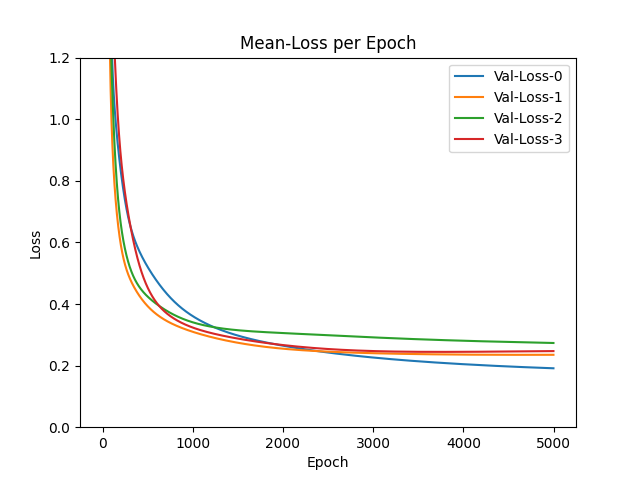 Mean-Loss per Epoch
1.2
1.0
0.8
0.6
0.4
0.2
0.0
Loss
Val-Loss-0
Val-Loss-1
Val-Loss-2
Val-Loss-3
0 1000 2000 3000 4000 5000
Epoch